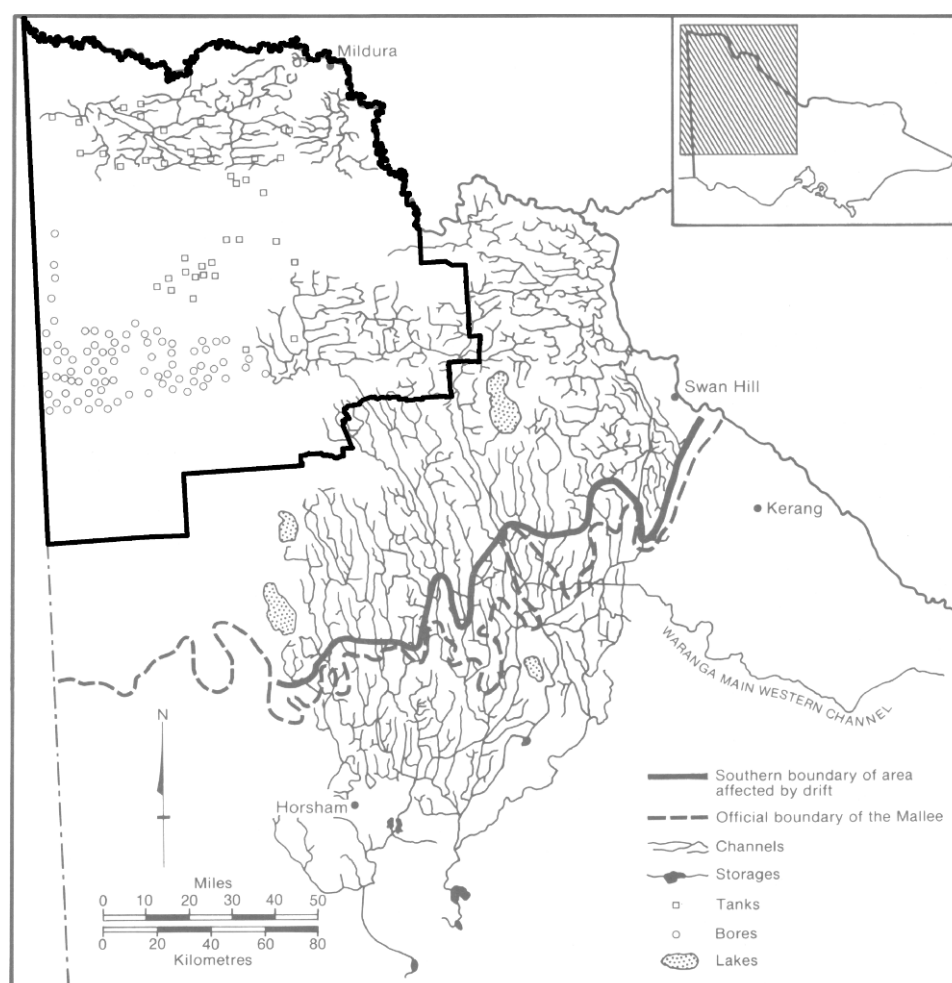 Mildura
Swan Hill
Kerang
WARANGA MAIN WESTERN CHANNEL
N
Horsham
Miles
0 10 20 30 40 50
0 20 40 60 80
Kilometres
Southern boundary of area
affected by drift
Official boundary of the Mallee
Channels
Storages
Tanks
Bores
Lakes